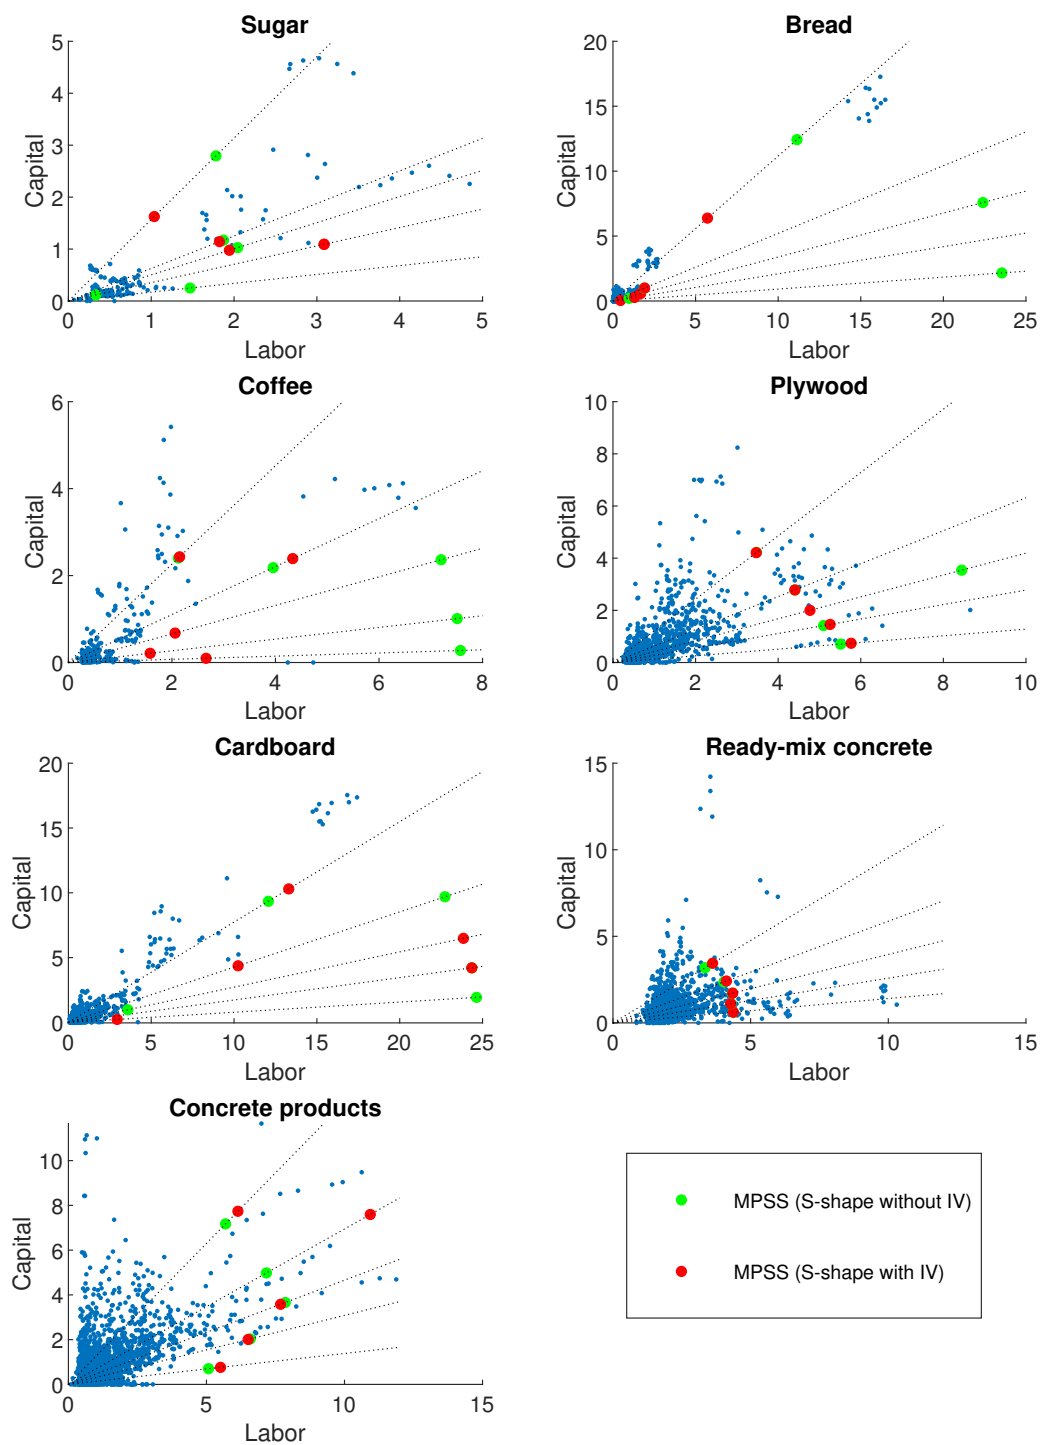 Sugar
5
4
3
2
1
0
Capital
0 1 2 3 4 5
Labor
Bread
20
15
10
5
0
Capital
0 5 10 15 20 25
Labor
Coffee
6
4
2
0
Capital
0 2 4 6 8
Labor
Plywood
10
8
6
4
2
0
Capital
0 2 4 6 8 10
Labor
Cardboard
20
15
10
5
0
Capital
0 5 10 15 20 25
Labor
Ready-mix concrete
15
10
5
0
Capital
0 5 10 15
Labor
Concrete products
10
8
6
4
2
0
Capital
0 5 10 15
Labor
MPSS (S-shape without IV)
MPSS (S-shape with IV)